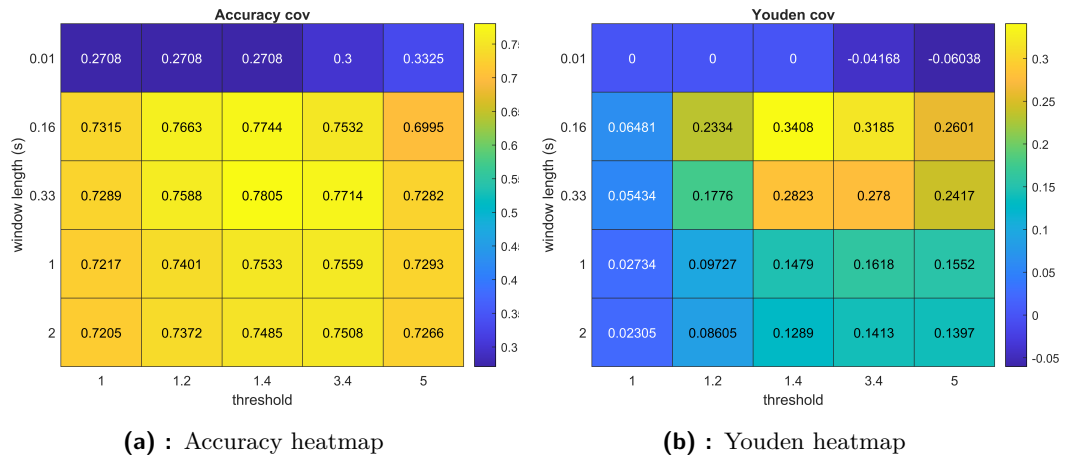 Accuracy cov
0.01 0.2708 0.2708 0.2708 0.3 0.3325
0.16 0.7315 0.7663 0.7744 0.7532 0.6995
0.33 0.7289 0.7588 0.7805 0.7714 0.7282
1 0.7217 0.7401 0.7533 0.7559 0.7293
2 0.7205 0.7372 0.7485 0.7508 0.7266
1 1.2 1.4 3.4 5
threshold
window length (s)
0.7
0.6
0.5
0.4
0.3
(a) : Accuracy heatmap
Youden cov
0.01 0 0 0 -0.04168 -0.06038
0.16 0.06481 0.2334 0.3408 0.3185 0.2601
0.33 0.05434 0.1776 0.2823 0.278 0.2417
1 0.02734 0.09727 0.1479 0.1618 0.1552
2 0.02305 0.08605 0.1289 0.1413 0.1397
1 1.2 1.4 3.4 5
threshold
window length (s)
0.3
0.25
0.2
0.15
0.1
0.05
0
-0.05
(b) : Youden heatmap